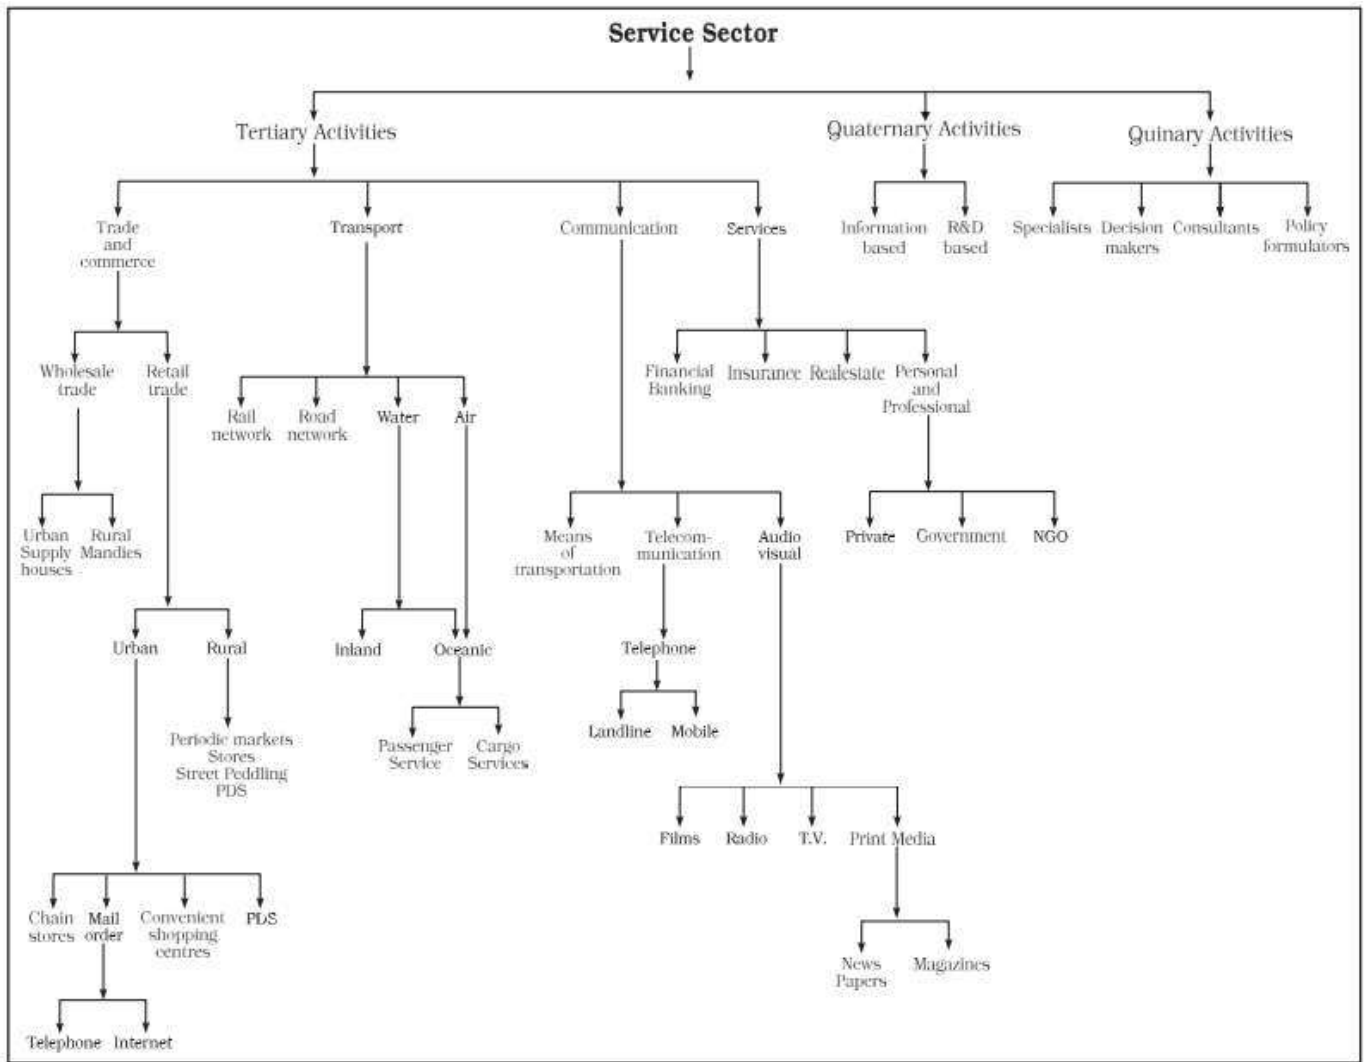 Service Sector
Tertiary Activities
Quaternary Activities
Quinary Activities
Trade
and
commerce
Transport
Communication
Services
Information
based
R&D
based
Specialists
Decision
makers
Consultants
Policy
formulators
Wholesale
trade
Retail
trade
Rail
network
Road
network
Water
Air
Financial
Banking
Insurance
Realestate
Personal
and
Professional
Urban
Supply
houses
Rural
Mandies
Means
of
transportation
Telecom-
munication
Audio
visual
Private
Government
NGO
Urban
Rural
Inland
Oceanic
Telephone
Periodic markets
Stores
Street Peddling
PDS
Passenger
Service
Cargo
Services
Landline
Mobile
Films
Radio
T.V.
Print Media
Chain
stores
Mail
order
Convenient
shopping
centres
PDS
News
Papers
Magazines
Telephone
Internet